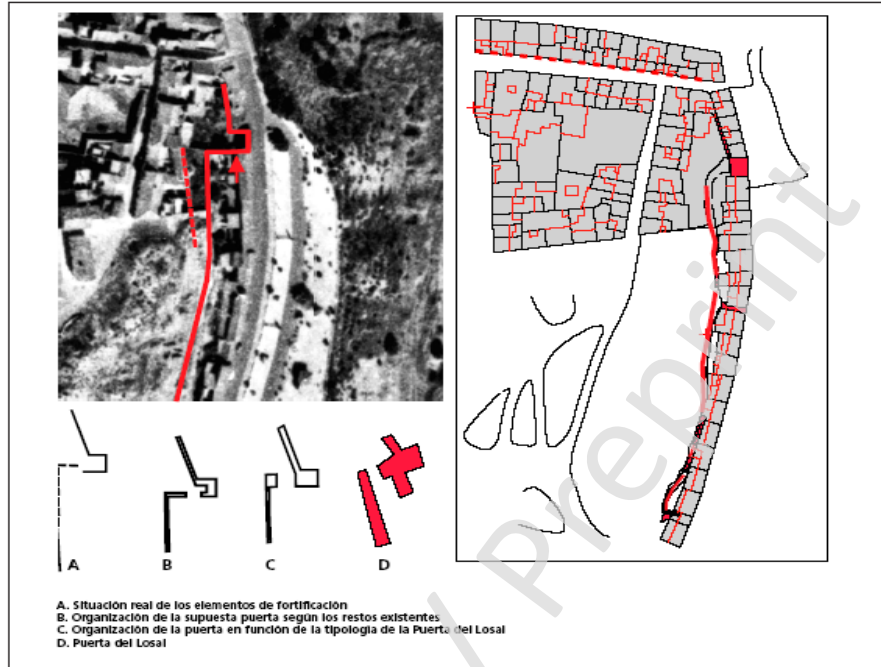 A
B
C
D
A. Situación real de los elementos de fortificación
B. Organización de la supuesta puerta según los restos existentes
C. Organización de la puerta en función de la tipología de la Puerta del Losal
D. Puerta del Losal
/ Preprint